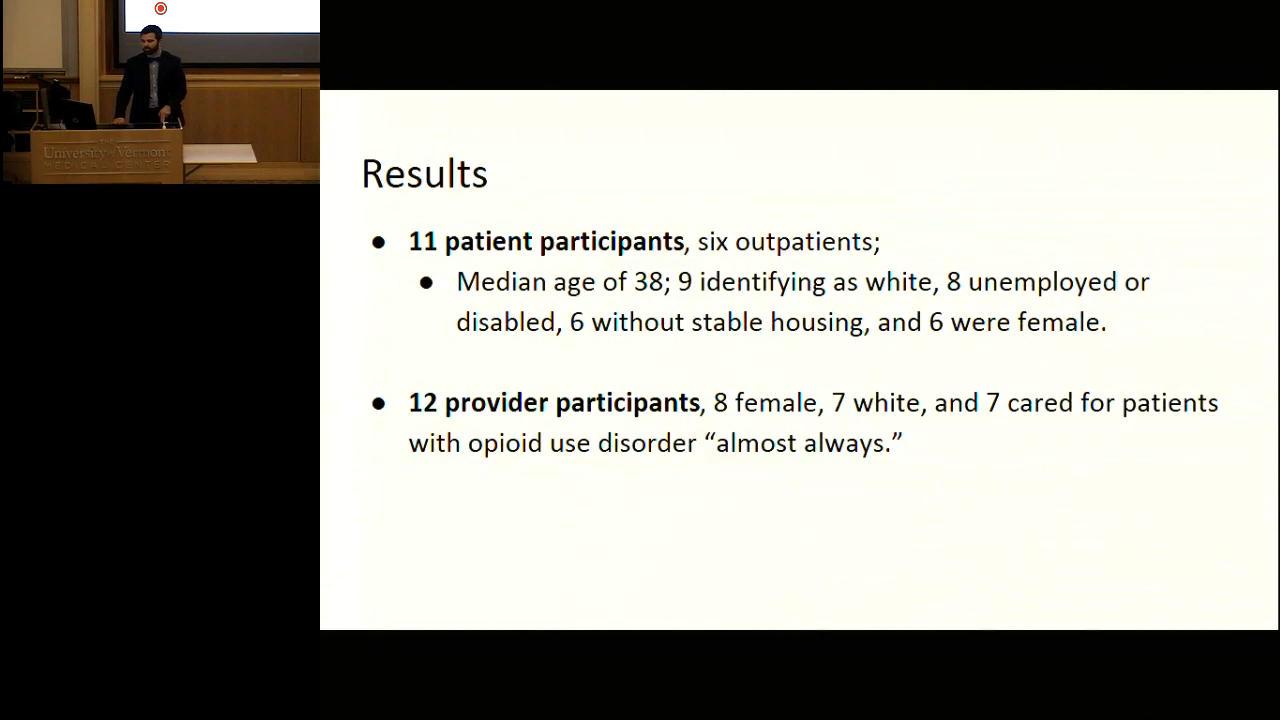 THE
University of Vermont
MEDICAL CENTER
Results
● 11 patient participants, six outpatients;
● Median age of 38; 9 identifying as white, 8 unemployed or
disabled, 6 without stable housing, and 6 were female.
● 12 provider participants, 8 female, 7 white, and 7 cared for patients
with opioid use disorder “almost always.”